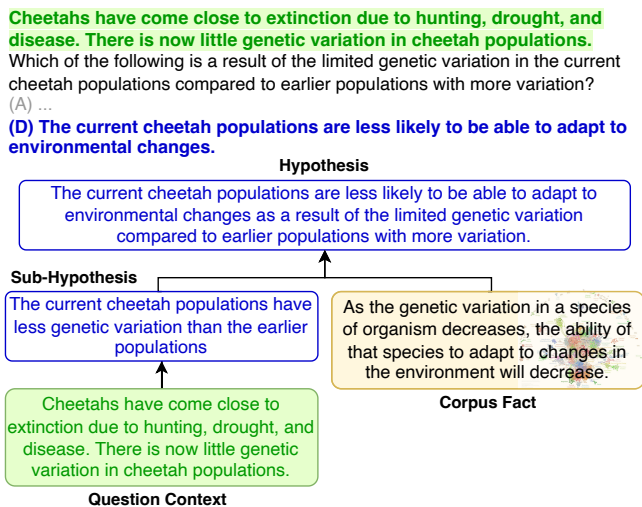 Cheetahs have come close to extinction due to hunting, drought, and
disease. There is now little genetic variation in cheetah populations.
Which of the following is a result of the limited genetic variation in the current
cheetah populations compared to earlier populations with more variation?
(A) ...
(D) The current cheetah populations are less likely to be able to adapt to
environmental changes.
Hypothesis
The current cheetah populations are less likely to be able to adapt to
environmental changes as a result of the limited genetic variation
compared to earlier populations with more variation.
Sub-Hypothesis
The current cheetah populations have
less genetic variation than the earlier
populations
As the genetic variation in a species
of organism decreases, the ability of
that species to adapt to changes in
the environment will decrease.
Corpus Fact
Cheetahs have come close to
extinction due to hunting, drought, and
disease. There is now little genetic
variation in cheetah populations.
Question Context